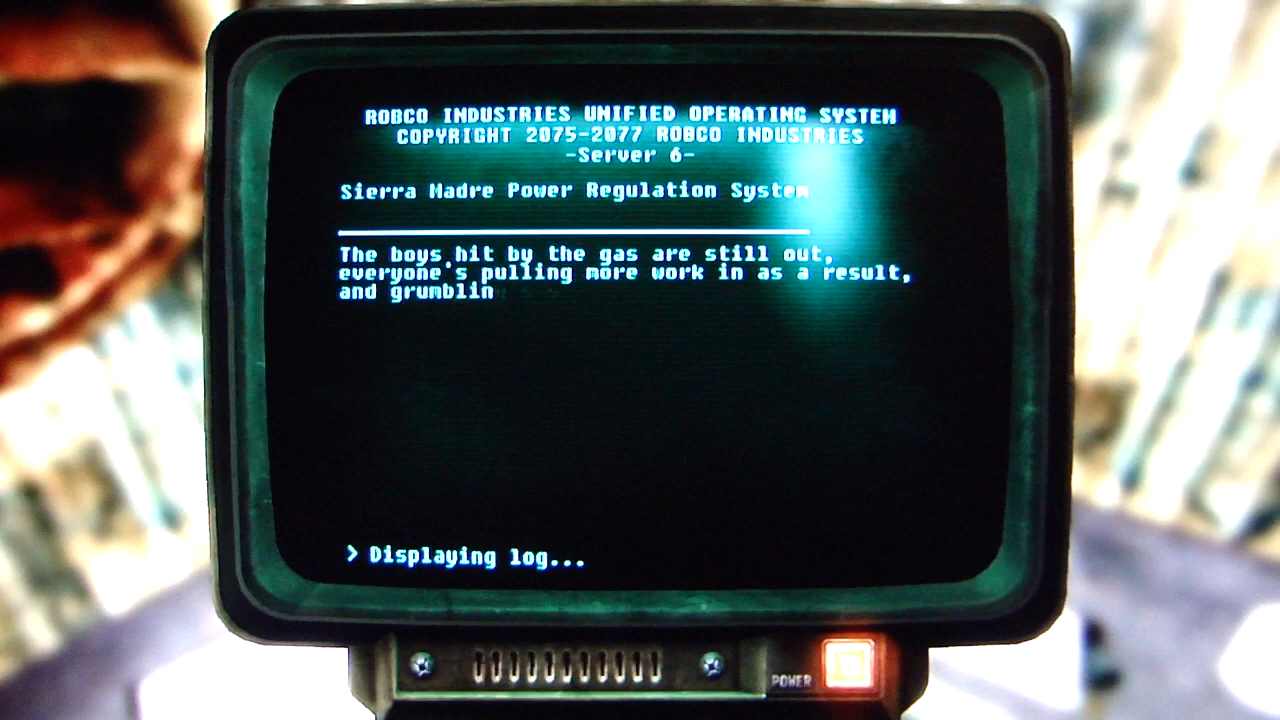 ROBCO INDUSTRIES UNIFIED OPERATING SYSTEM
COPYRIGHT 2075-2077 ROBCO INDUSTRIES
-Server 6-
Sierra Madre Power Regulation System
The boys hit by the gas are still out,
everyone's pulling more work in as a result,
and grumblin
> Displaying log...
POWER